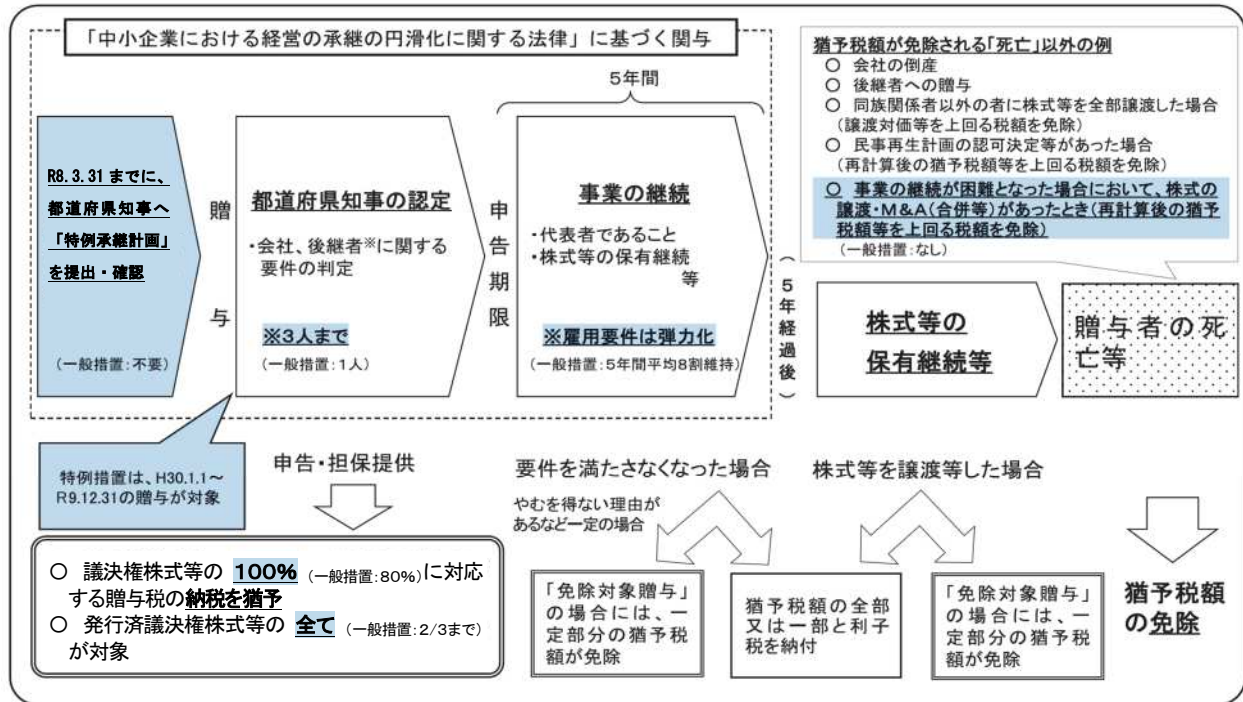 「中小企業における経営の承継の円滑化に関する法律」に基づく関与
5年間
R8.3.31 までに、
都道府県知事へ
「特例承継計画」
を提出・確認
(一般措置:不要)
贈与
都道府県知事の認定
・会社、後継者※に関する
要件の判定
※3人まで
(一般措置:1人)
申告期限
事業の継続
・代表者であること
・株式等の保有継続
等
※雇用要件は弾力化
(一般措置:5年間平均8割維持)
(5年経過後)
猶予税額が免除される「死亡」以外の例
○ 会社の倒産
○ 後継者への贈与
○ 同族関係者以外の者に株式等を全部譲渡した場合
(譲渡対価等を上回る税額を免除)
○ 民事再生計画の認可決定等があった場合
(再計算後の猶予税額等を上回る税額を免除)
○ 事業の継続が困難となった場合において、株式の
譲渡・M&A(合併等)があったとき(再計算後の猶予
税額等を上回る税額を免除)
(一般措置:なし)
株式等の
保有継続等
贈与者の死
亡等
特例措置は、H30.1.1~
R9.12.31の贈与が対象
申告・担保提供
○ 議決権株式等の 100% (一般措置:80%)に対応
する贈与税の納税を猶予
○ 発行済議決権株式等の 全て (一般措置:2/3まで)
が対象
要件を満たさなくなった場合
やむを得ない理由が
あるなど一定の場合
株式等を譲渡等した場合
「免除対象贈与」
の場合には、一
定部分の猶予税
額が免除
猶予税額の全部
又は一部と利子
税を納付
「免除対象贈与」
の場合には、一
定部分の猶予税
額が免除
猶予税額
の免除